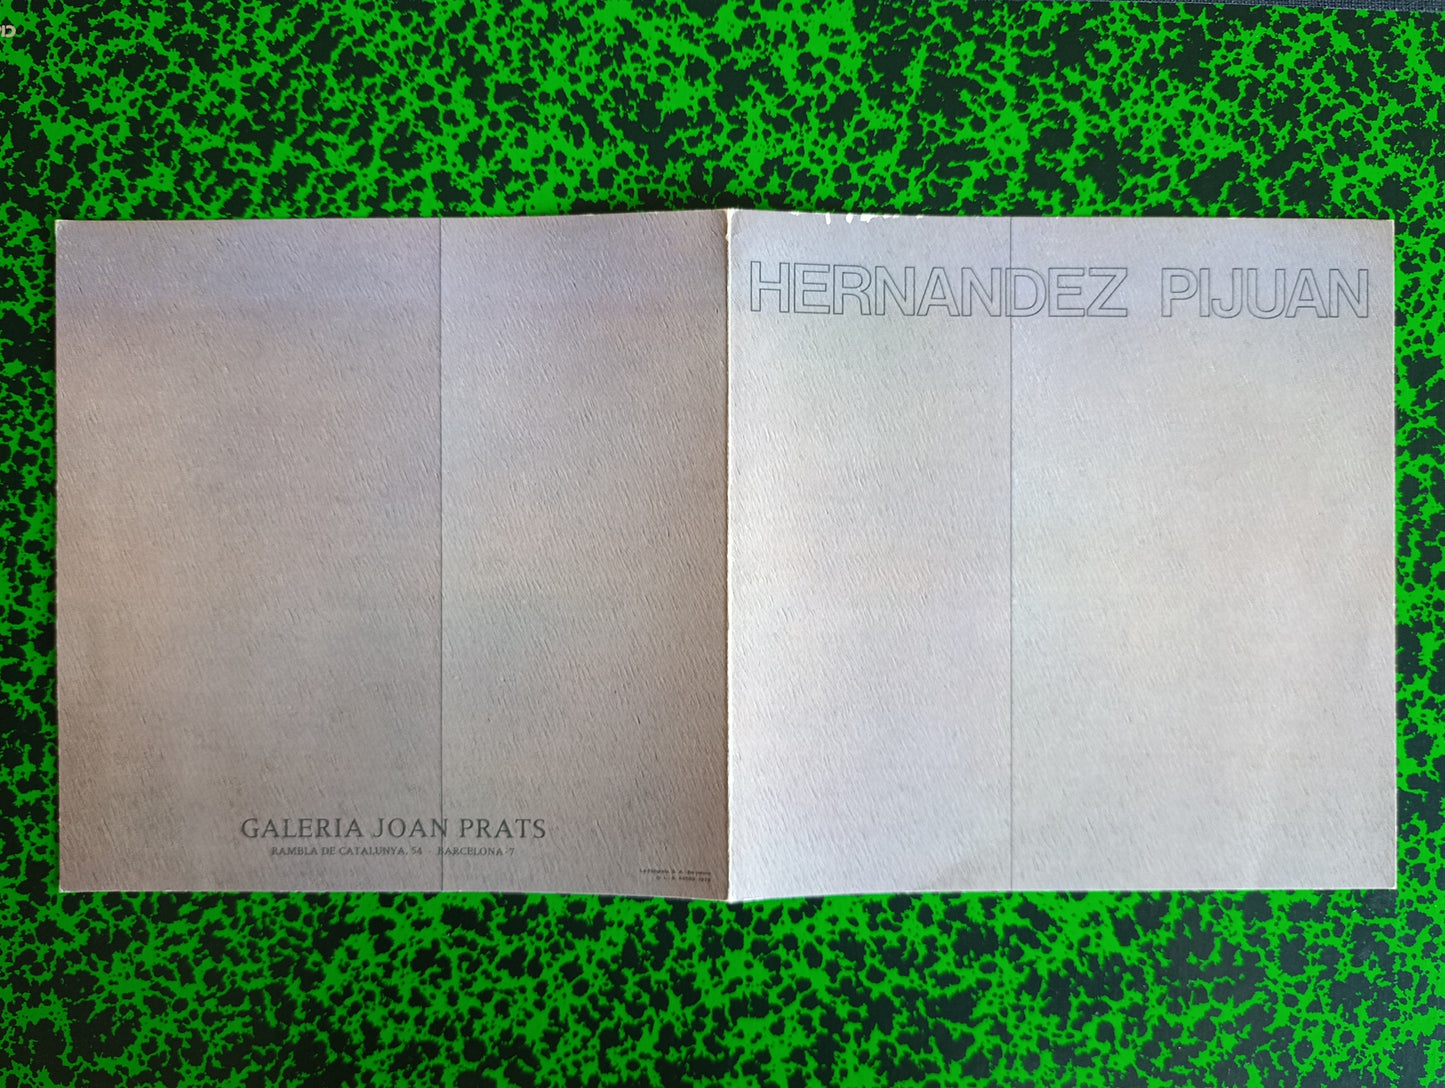 HERNANDEZ PIJUAN
GALERIA JOAN PRATS
RAMBLA DE CATALUNYA, 54 - BARCELONA-7